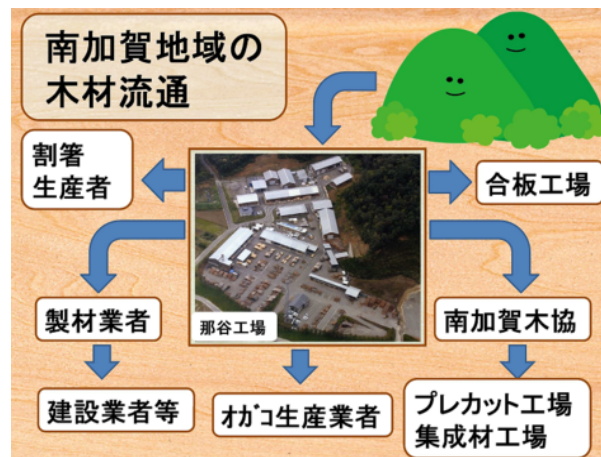 南加賀地域の
木材流通
割箸
生産者
合板工場
製材業者
那谷工場
南加賀木協
建設業者等
ｵｶﾞｺ生産業者
プレカット工場
集成材工場